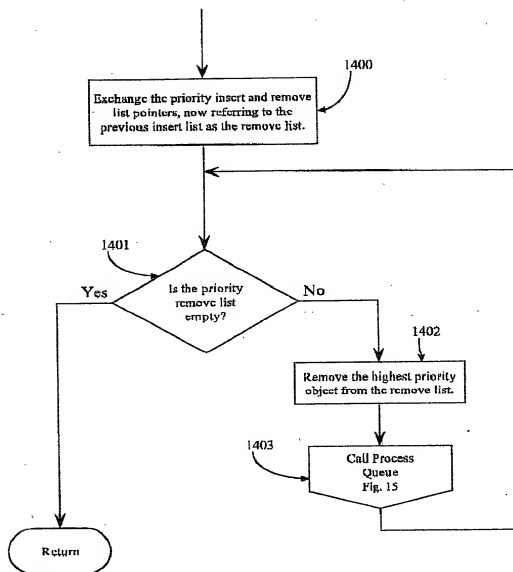 1400
Exchange the priority insert and remove
list pointers, now referring to the
previous insert list as the remove list.
1401
Yes
Is the priority
remove list
empty?
No
1402
Remove the highest priority
object from the remove list.
1403
Call Process
Queue
Fig. 15
Return